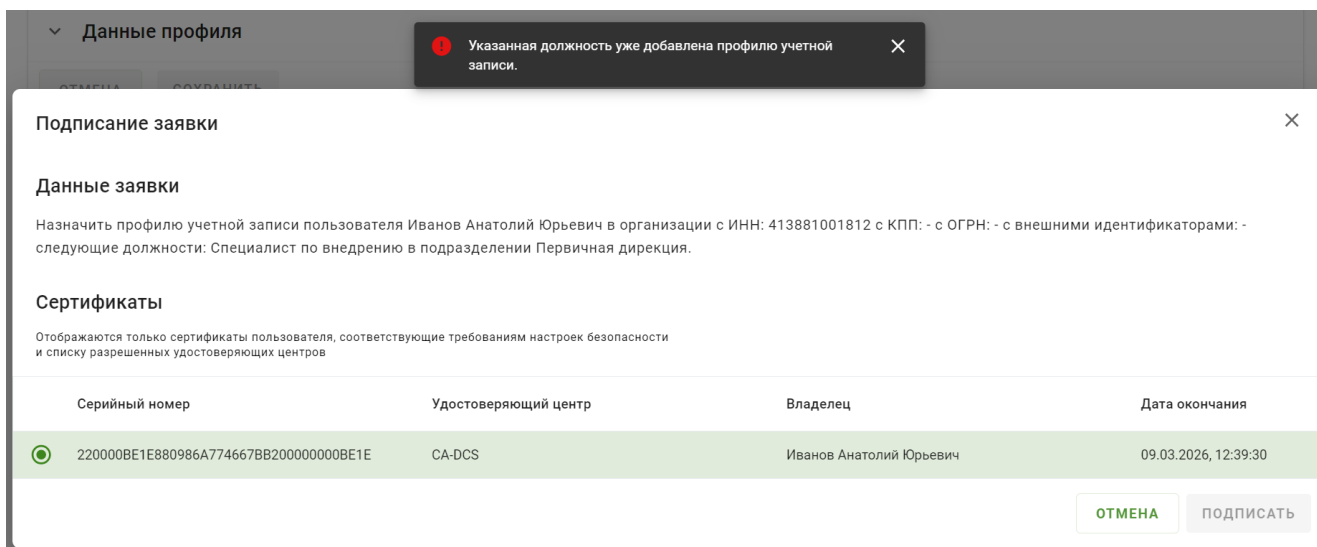 Данные профиля
Указанная должность уже добавлена профилю учетной
записи.
ОТМЕНА СОХРАНИТЬ
Подписание заявки
Данные заявки
Назначить профилю учетной записи пользователя Иванов Анатолий Юрьевич в организации с ИНН: 413881001812 с КПП: - с ОГРН: - с внешними идентификаторами: -
следующие должности: Специалист по внедрению в подразделении Первичная дирекция.
Сертификаты
Отображаются только сертификаты пользователя, соответствующие требованиям настроек безопасности
и списку разрешенных удостоверяющих центров
Серийный номер Удостоверяющий центр Владелец Дата окончания
220000BE1E880986A774667BB200000000BE1E CA-DCS Иванов Анатолий Юрьевич 09.03.2026, 12:39:30
ОТМЕНА ПОДПИСАТЬ